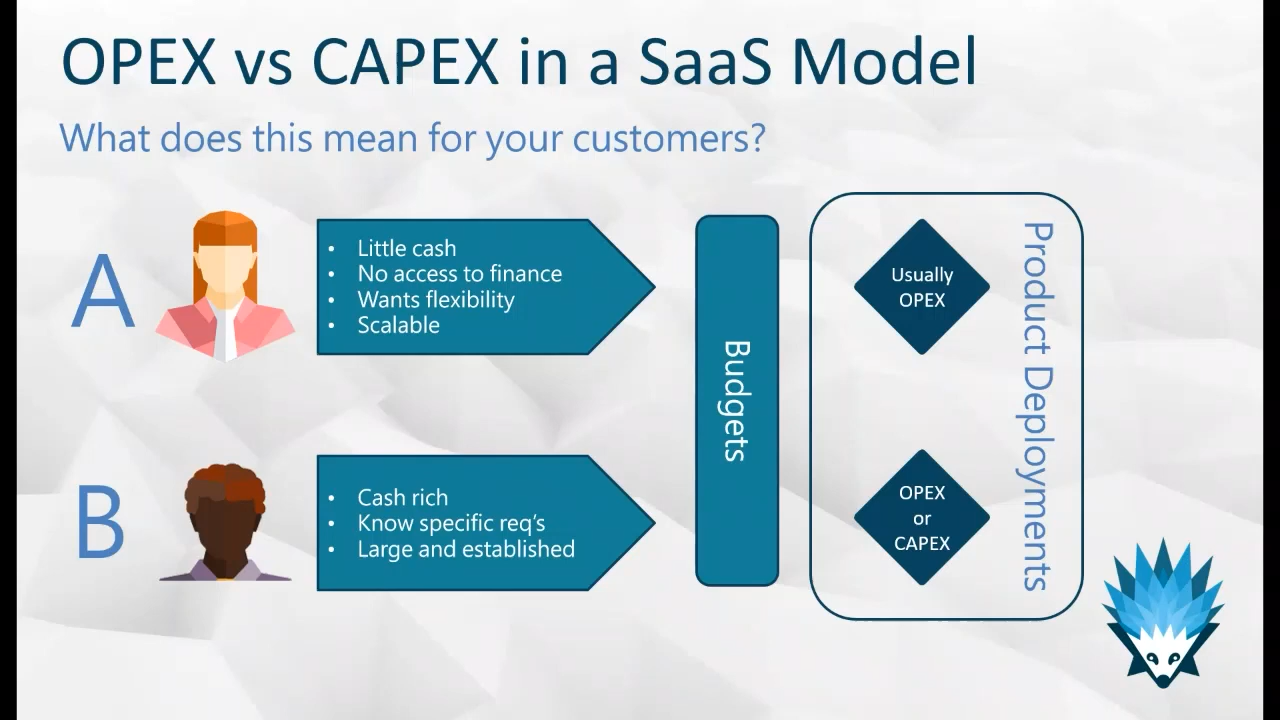 OPEX vs CAPEX in a SaaS Model
What does this mean for your customers?
A
• Little cash
• No access to finance
• Wants flexibility
• Scalable
B
• Cash rich
• Know specific req's
• Large and established
Budgets
Usually
OPEX
OPEX
or
CAPEX
Product Deployments